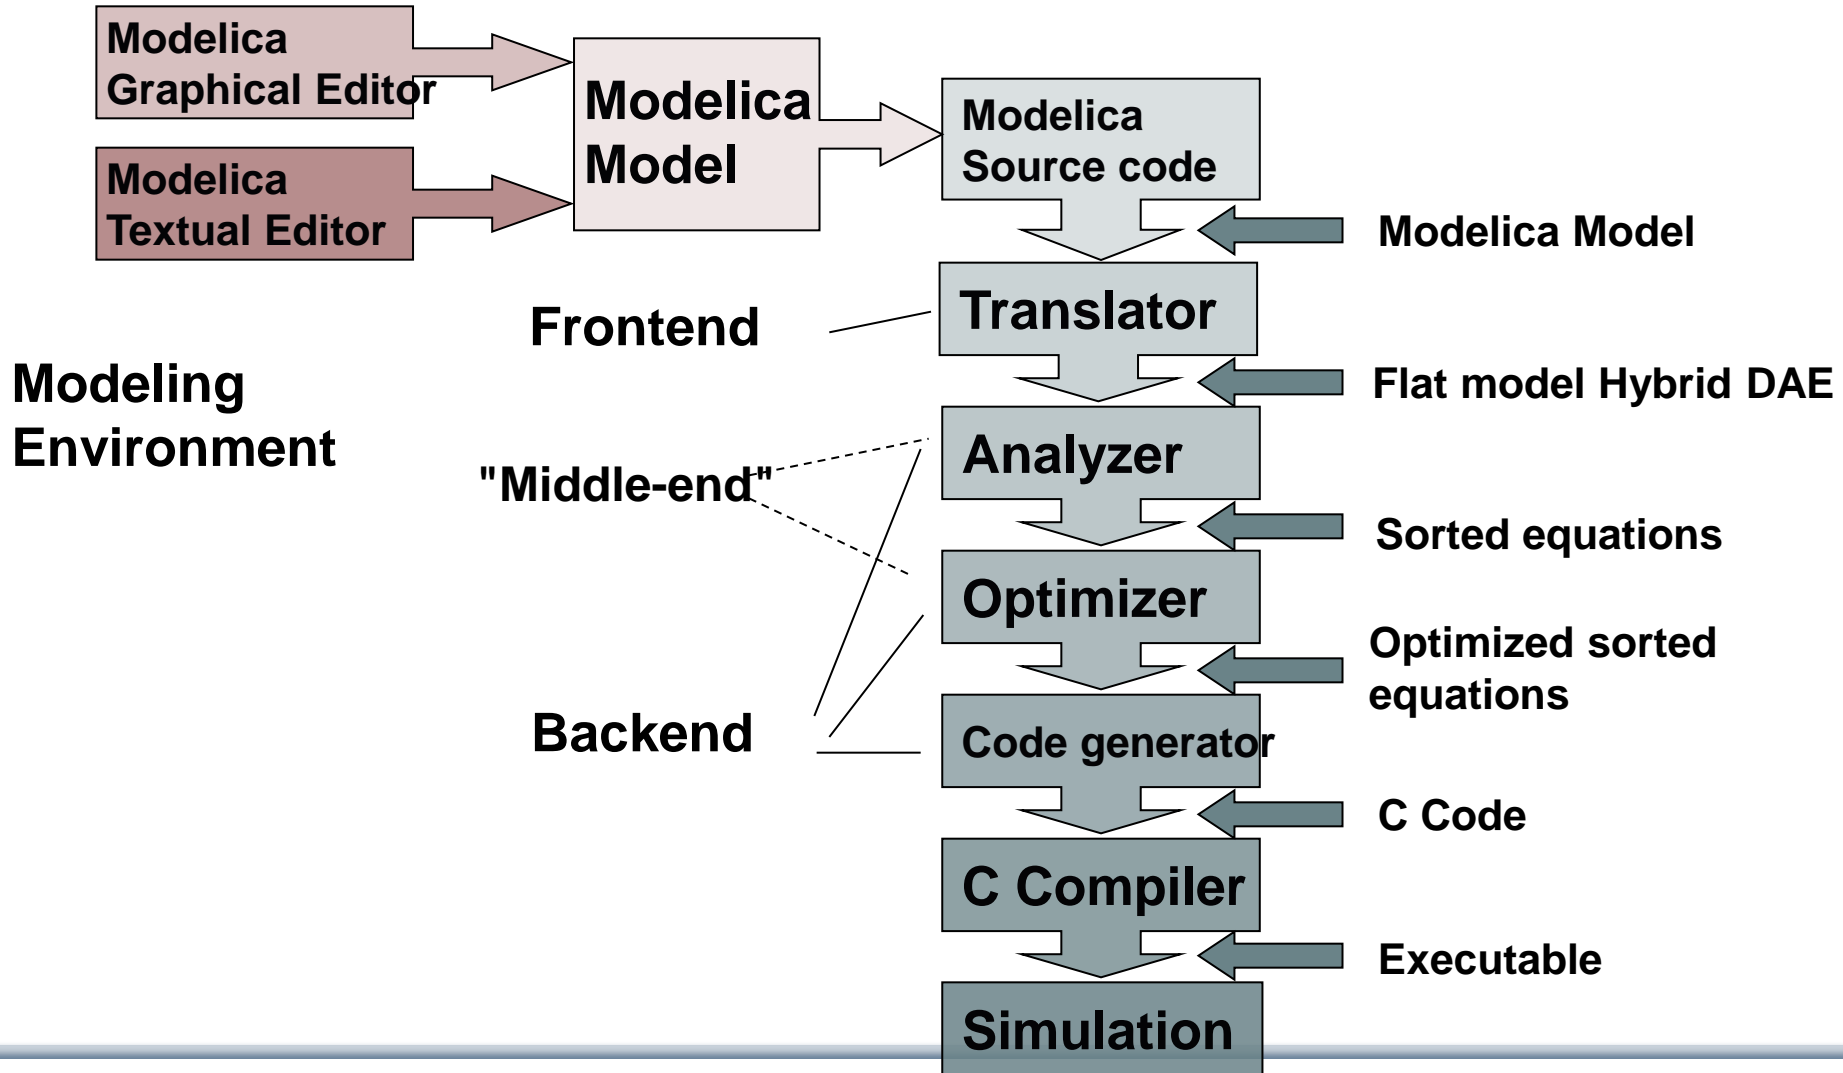 Modelica
Graphical Editor
Modelica
Textual Editor
Modelica
Model
Modelica
Source code
Modelica Model
Frontend
Translator
Modeling
Environment
Flat model Hybrid DAE
"Middle-end"
Analyzer
Sorted equations
Optimizer
Optimized sorted
equations
Backend
Code generator
C Code
C Compiler
Executable
Simulation